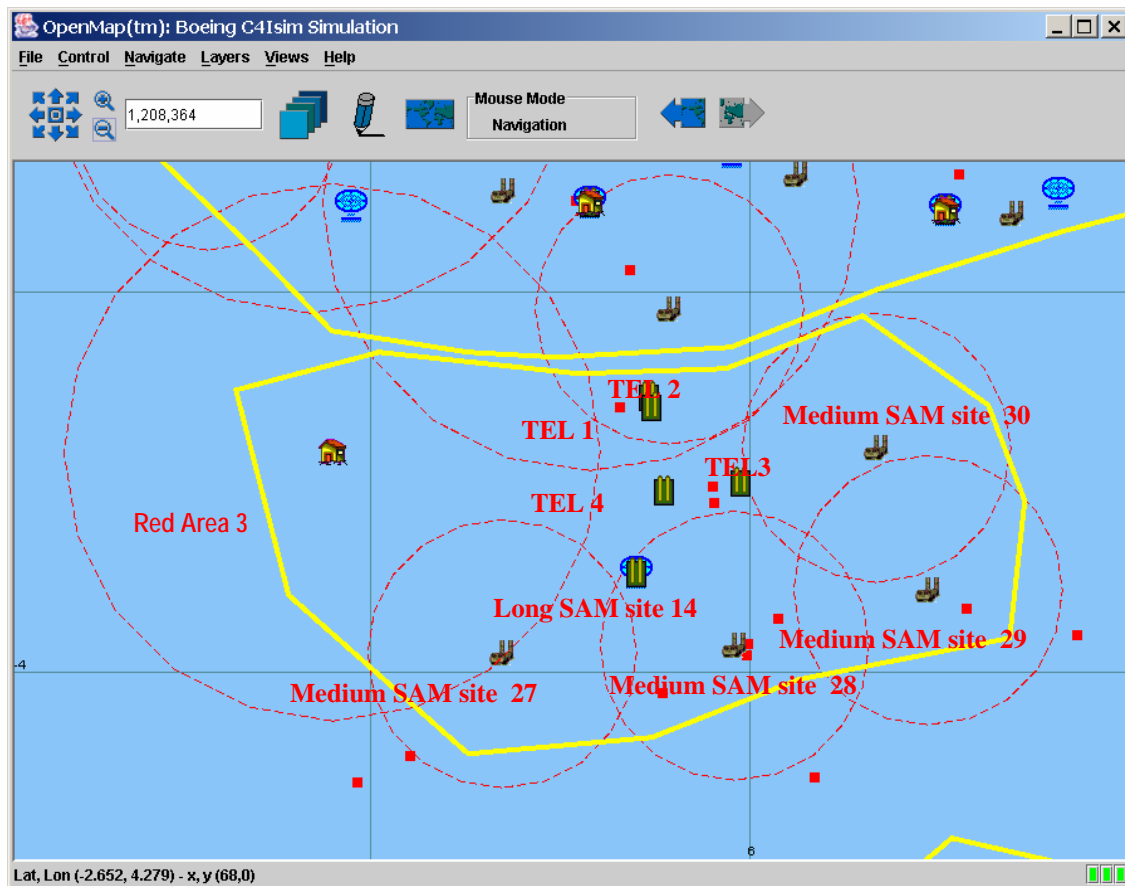 OpenMap(tm): Boeing C4Isim Simulation
File Control Navigate Layers Views Help
1,208,364
Mouse Mode
Navigation
TEL 2
Medium SAM site 30
TEL 1
TEL3
TEL 4
Red Area 3
Long SAM site 14
Medium SAM site 29
-4
Medium SAM site 27
Medium SAM site 28
6
Lat, Lon (-2.652, 4.279) - x, y (68,0)